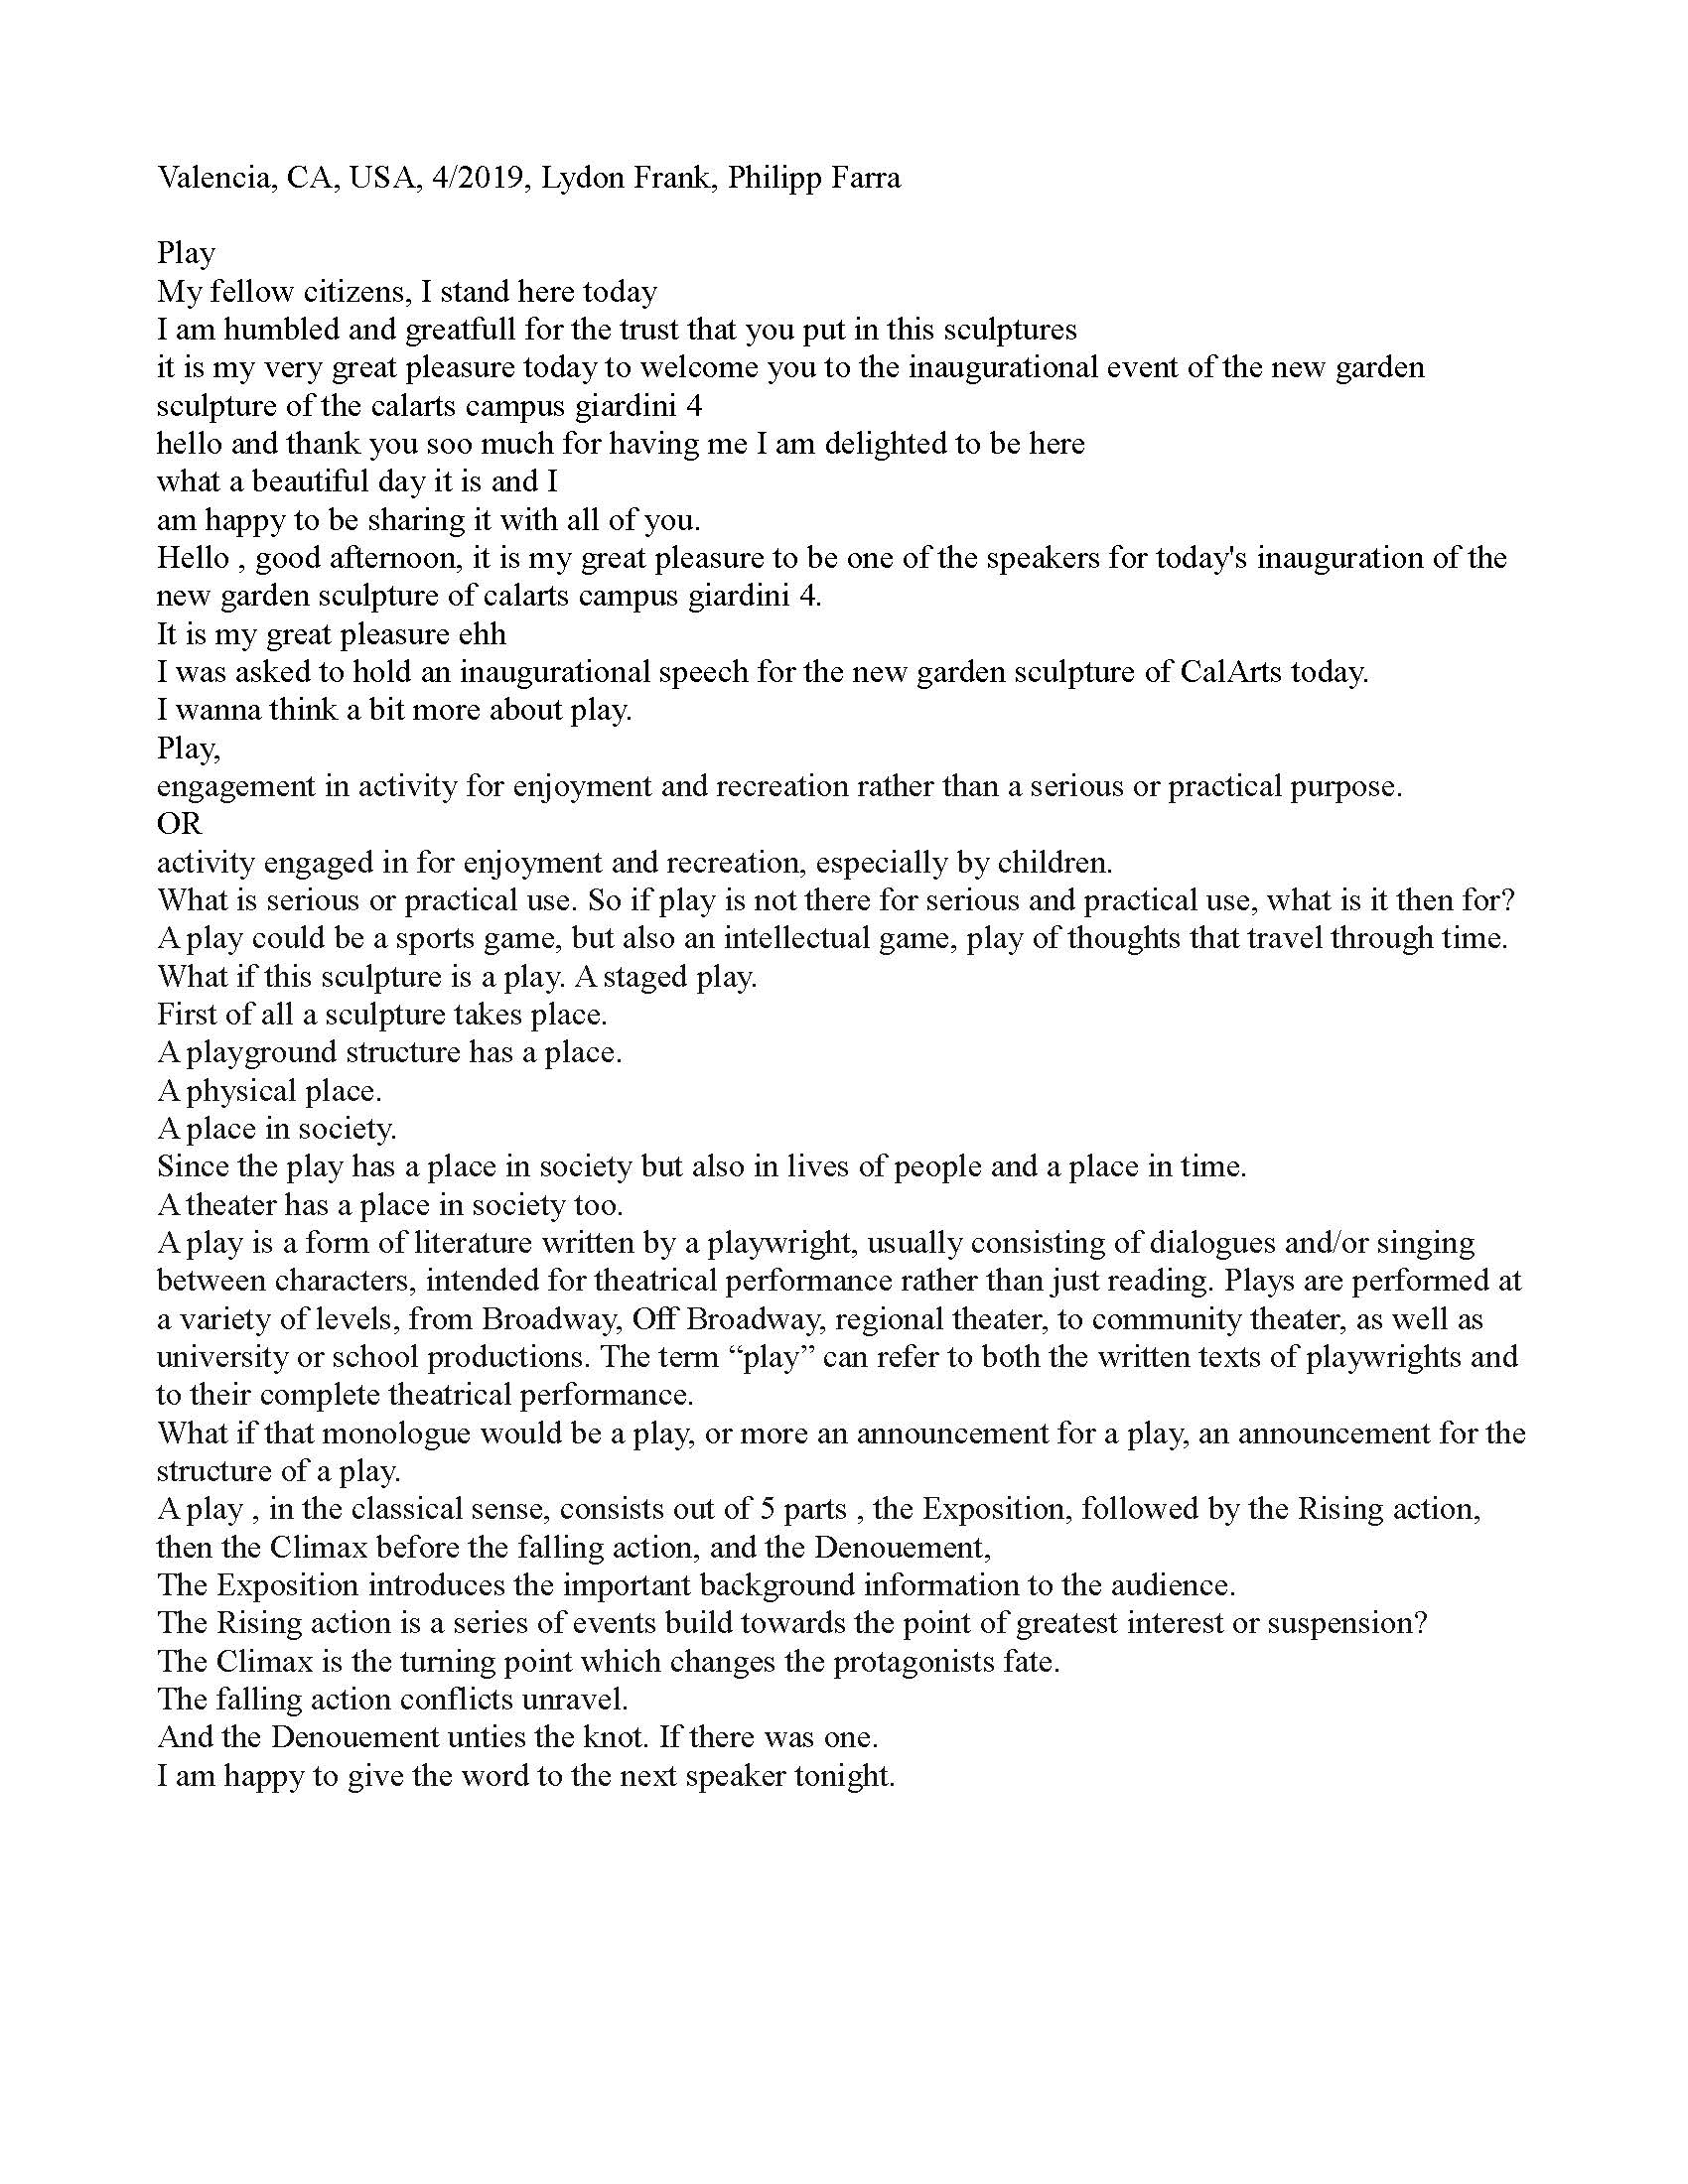 Valencia, CA, USA, 4/2019, Lydon Frank, Philipp Farra
Play
My fellow citizens, I stand here today
I am humbled and greatfull for the trust that you put in this sculptures
it is my very great pleasure today to welcome you to the inaugurational event of the new garden
sculpture of the calarts campus giardini 4
hello and thank you soo much for having me I am delighted to be here
what a beautiful day it is and I
am happy to be sharing it with all of you.
Hello , good afternoon, it is my great pleasure to be one of the speakers for today's inauguration of the
new garden sculpture of calarts campus giardini 4.
It is my great pleasure ehh
I was asked to hold an inaugurational speech for the new garden sculpture of CalArts today.
I wanna think a bit more about play.
Play,
engagement in activity for enjoyment and recreation rather than a serious or practical purpose.
OR
activity engaged in for enjoyment and recreation, especially by children.
What is serious or practical use. So if play is not there for serious and practical use, what is it then for?
A play could be a sports game, but also an intellectual game, play of thoughts that travel through time.
What if this sculpture is a play. A staged play.
First of all a sculpture takes place.
A playground structure has a place.
A physical place.
A place in society.
Since the play has a place in society but also in lives of people and a place in time.
A theater has a place in society too.
A play is a form of literature written by a playwright, usually consisting of dialogues and/or singing
between characters, intended for theatrical performance rather than just reading. Plays are performed at
a variety of levels, from Broadway, Off Broadway, regional theater, to community theater, as well as
university or school productions. The term “play” can refer to both the written texts of playwrights and
to their complete theatrical performance.
What if that monologue would be a play, or more an announcement for a play, an announcement for the
structure of a play.
A play , in the classical sense, consists out of 5 parts , the Exposition, followed by the Rising action,
then the Climax before the falling action, and the Denouement,
The Exposition introduces the important background information to the audience.
The Rising action is a series of events build towards the point of greatest interest or suspension?
The Climax is the turning point which changes the protagonists fate.
The falling action conflicts unravel.
And the Denouement unties the knot. If there was one.
I am happy to give the word to the next speaker tonight.